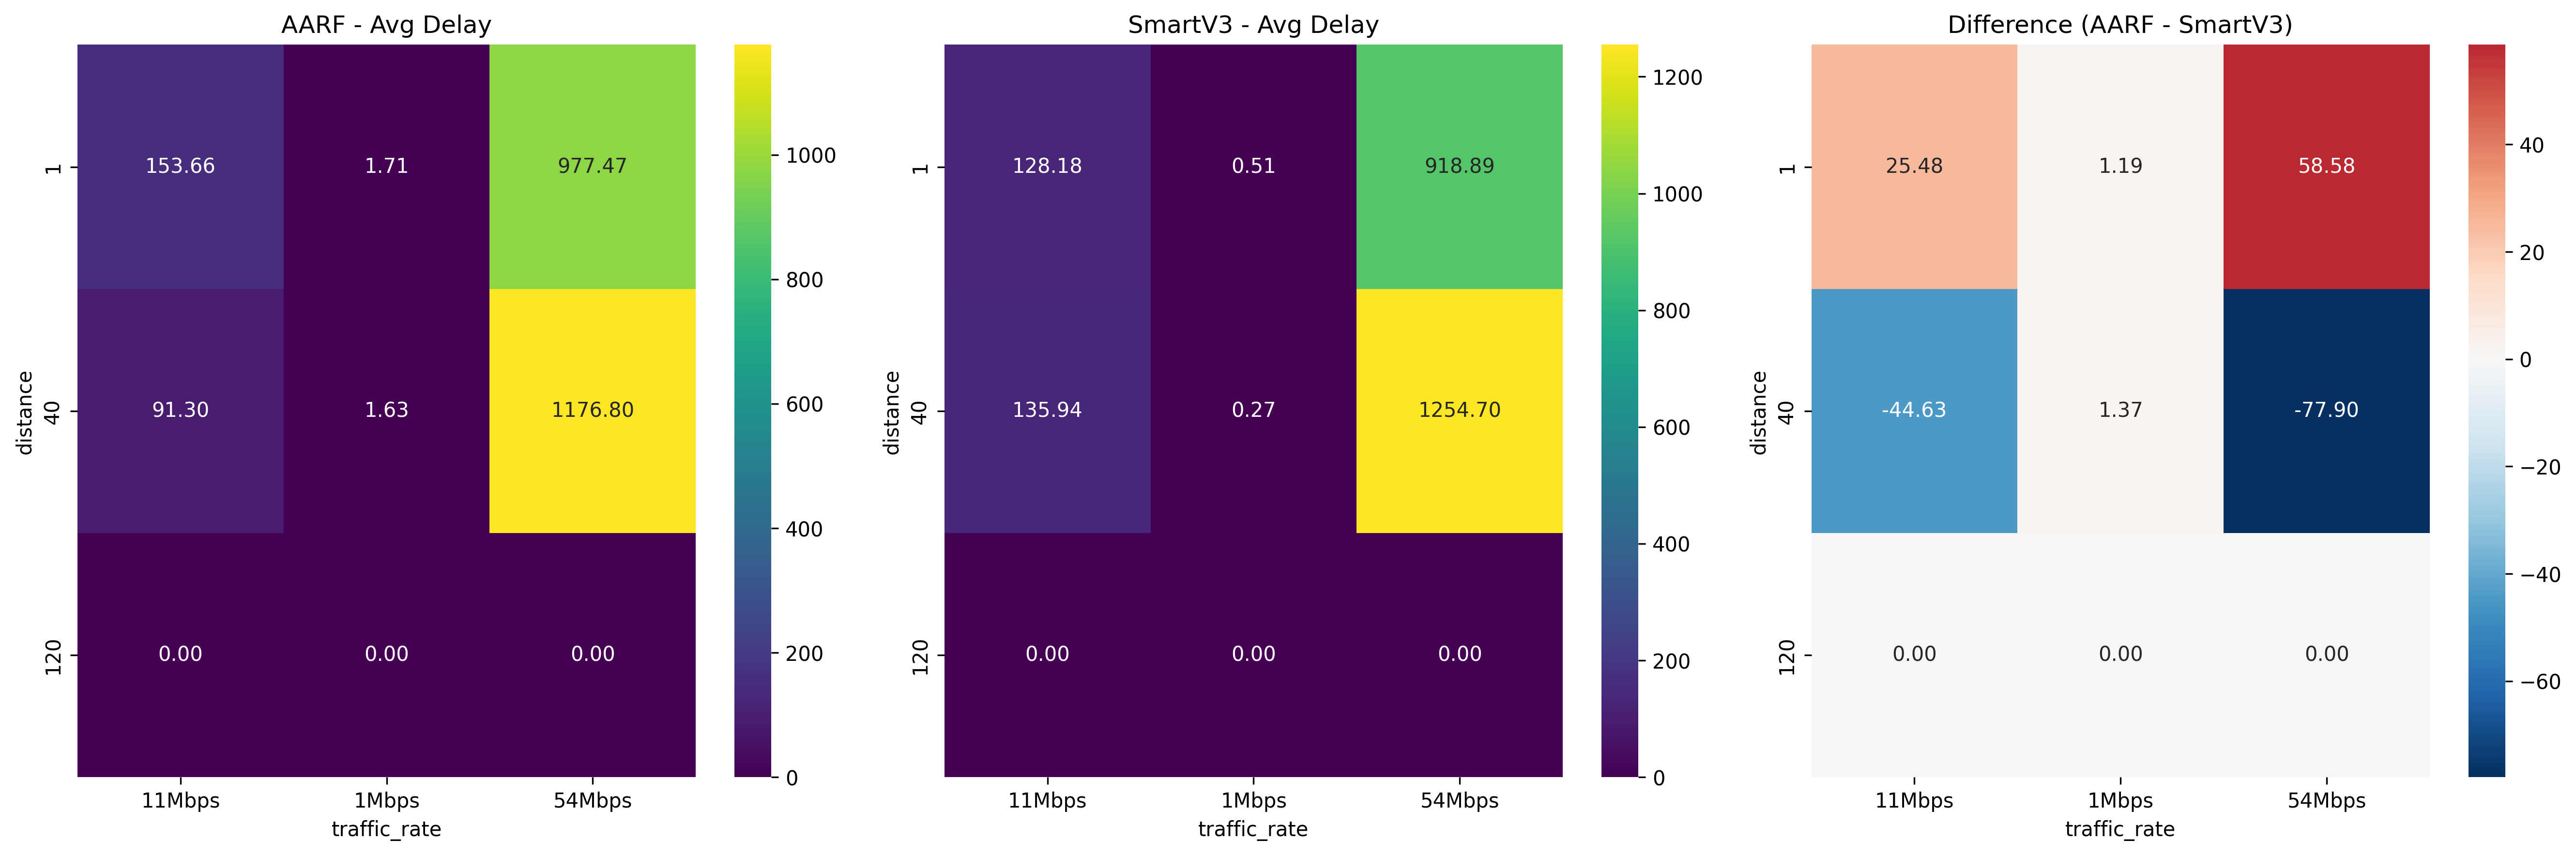 AARF - Avg Delay
distance
1
40
120
153.66 1.71 977.47
91.30 1.63 1176.80
0.00 0.00 0.00
11Mbps 1Mbps 54Mbps
traffic_rate
1000
800
600
400
200
0
SmartV3 - Avg Delay
distance
1
40
120
128.18 0.51 918.89
135.94 0.27 1254.70
0.00 0.00 0.00
11Mbps 1Mbps 54Mbps
traffic_rate
1200
1000
800
600
400
200
0
Difference (AARF - SmartV3)
distance
1
40
120
25.48 1.19 58.58
-44.63 1.37 -77.90
0.00 0.00 0.00
11Mbps 1Mbps 54Mbps
traffic_rate
40
20
0
−20
−40
−60